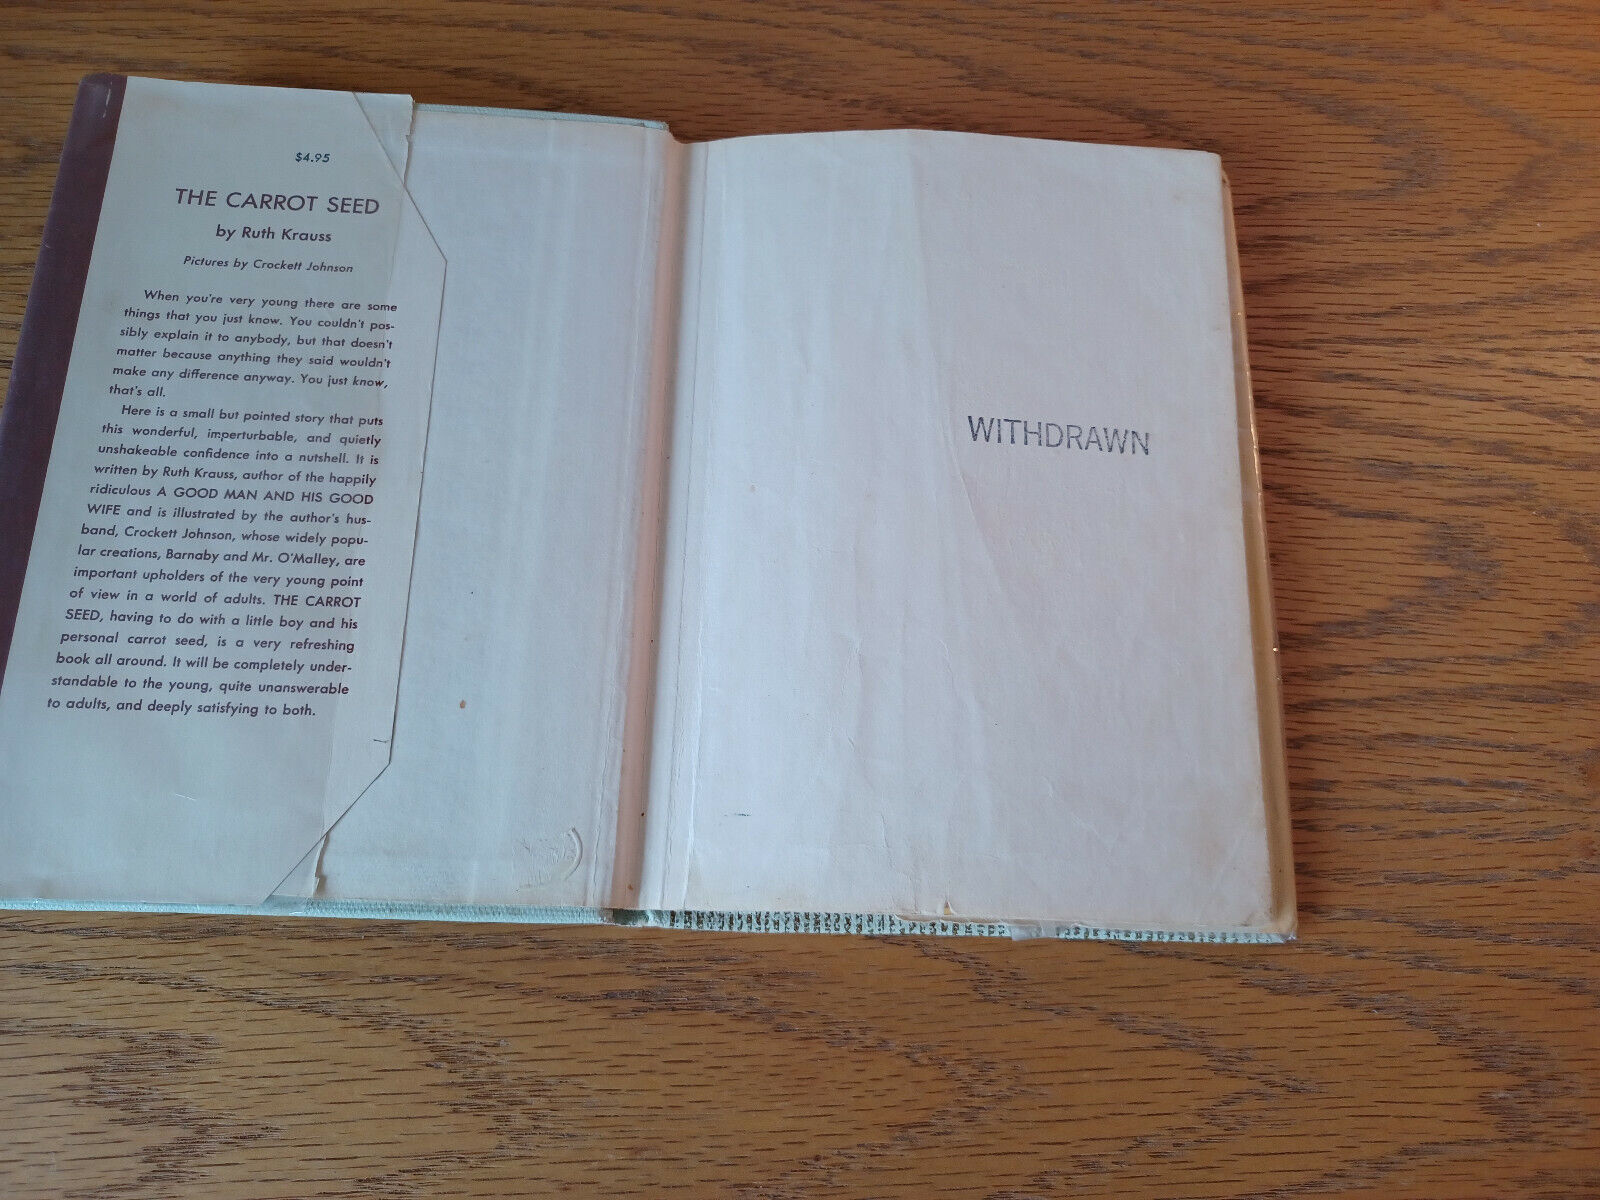 $4.95
THE CARROT SEED
by Ruth Krauss
Pictures by Crockett Johnson
When you're very young there are some
things that you just know. You couldn't pos-
sibly explain it to anybody, but that doesn't
matter because anything they said wouldn't
make any difference anyway. You just know,
that's all.
Here is a small but pointed story that puts
this wonderful, imperturbable, and quietly
unshakeable confidence into a nutshell. It is
written by Ruth Krauss, author of the happily
ridiculous A GOOD MAN AND HIS GOOD
WIFE and is illustrated by the author's hus-
band, Crockett Johnson, whose widely popu-
lar creations, Barnaby and Mr. O'Malley, are
important upholders of the very young point
of view in a world of adults. THE CARROT
SEED, having to do with a little boy and his
personal carrot seed, is a very refreshing
book all around. It will be completely under-
standable to the young, quite unanswerable
to adults, and deeply satisfying to both.
WITHDRAWN